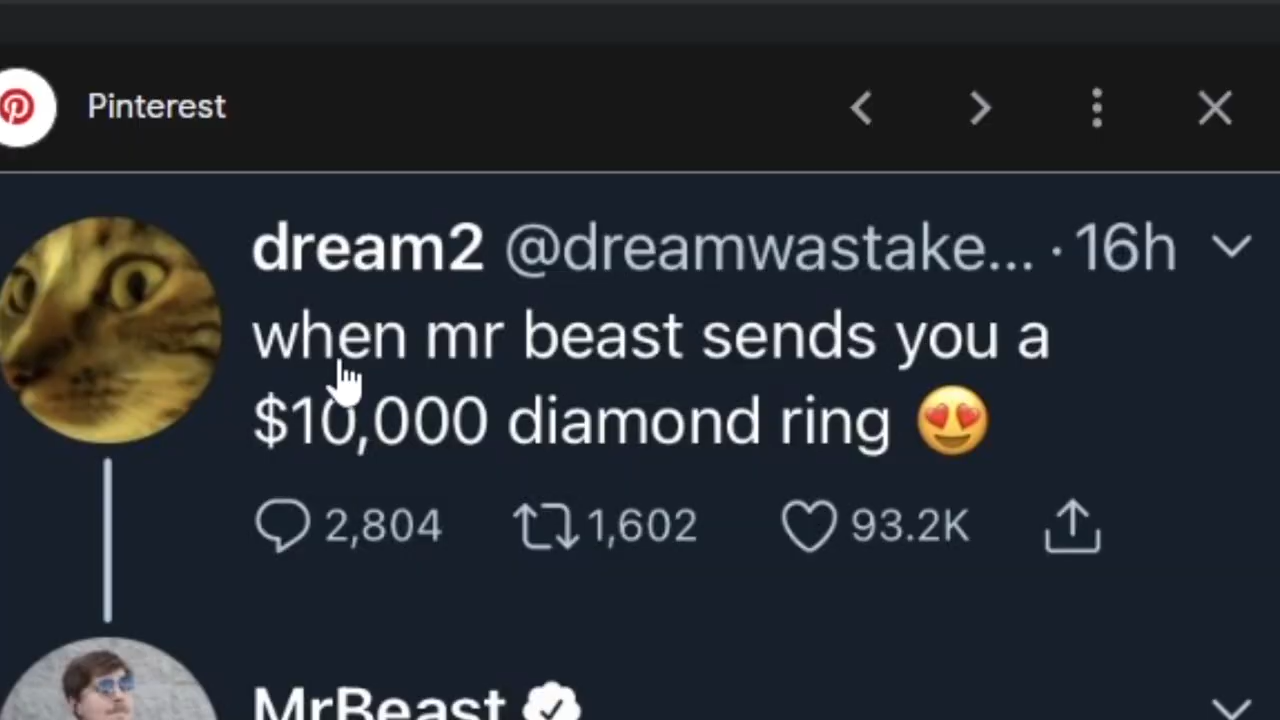 Pinterest
dream2 @dreamwastake... · 16h
when mr beast sends you a
$10,000 diamond ring 😍
2,804 1,602 93.2K
MrBeast